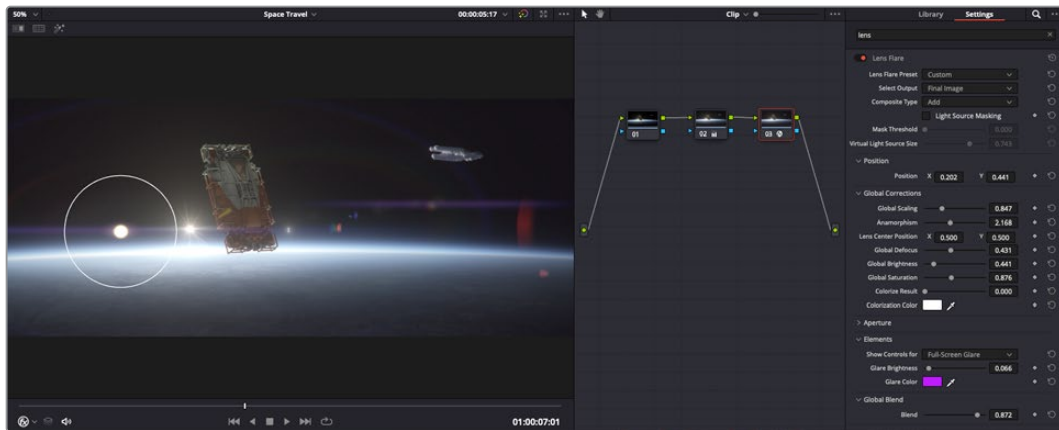 50%
Space Travel
00:00:05:17
Clip
Library
Settings
lens
Lens Flare
Lens Flare Preset Custom
Select Output Final Image
Composite Type Add
Light Source Masking
Mask Threshold 0.000
Virtual Light Source Size 0.743
Position
Position X 0.202 Y 0.441
Global Corrections
Global Scaling 0.847
Anamorphism 2.168
Lens Center Position X 0.500 Y 0.500
Global Defocus 0.431
Global Brightness 0.441
Global Saturation 0.876
Colorize Result 0.000
Colorization Color
Aperture
Elements
Show Controls for Full-Screen Glare
Glare Brightness 0.066
Glare Color
Global Blend
Blend 0.872
01
02
03
01:00:07:01